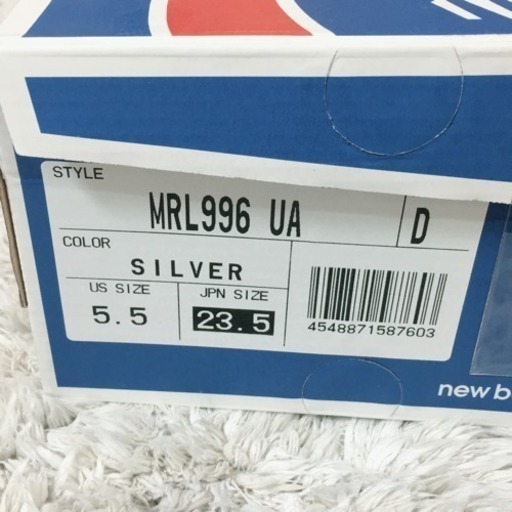 STYLE
MRL996 UA
D
COLOR
SILVER
US SIZE
5.5
JPN SIZE
23.5
4548871587603
new b